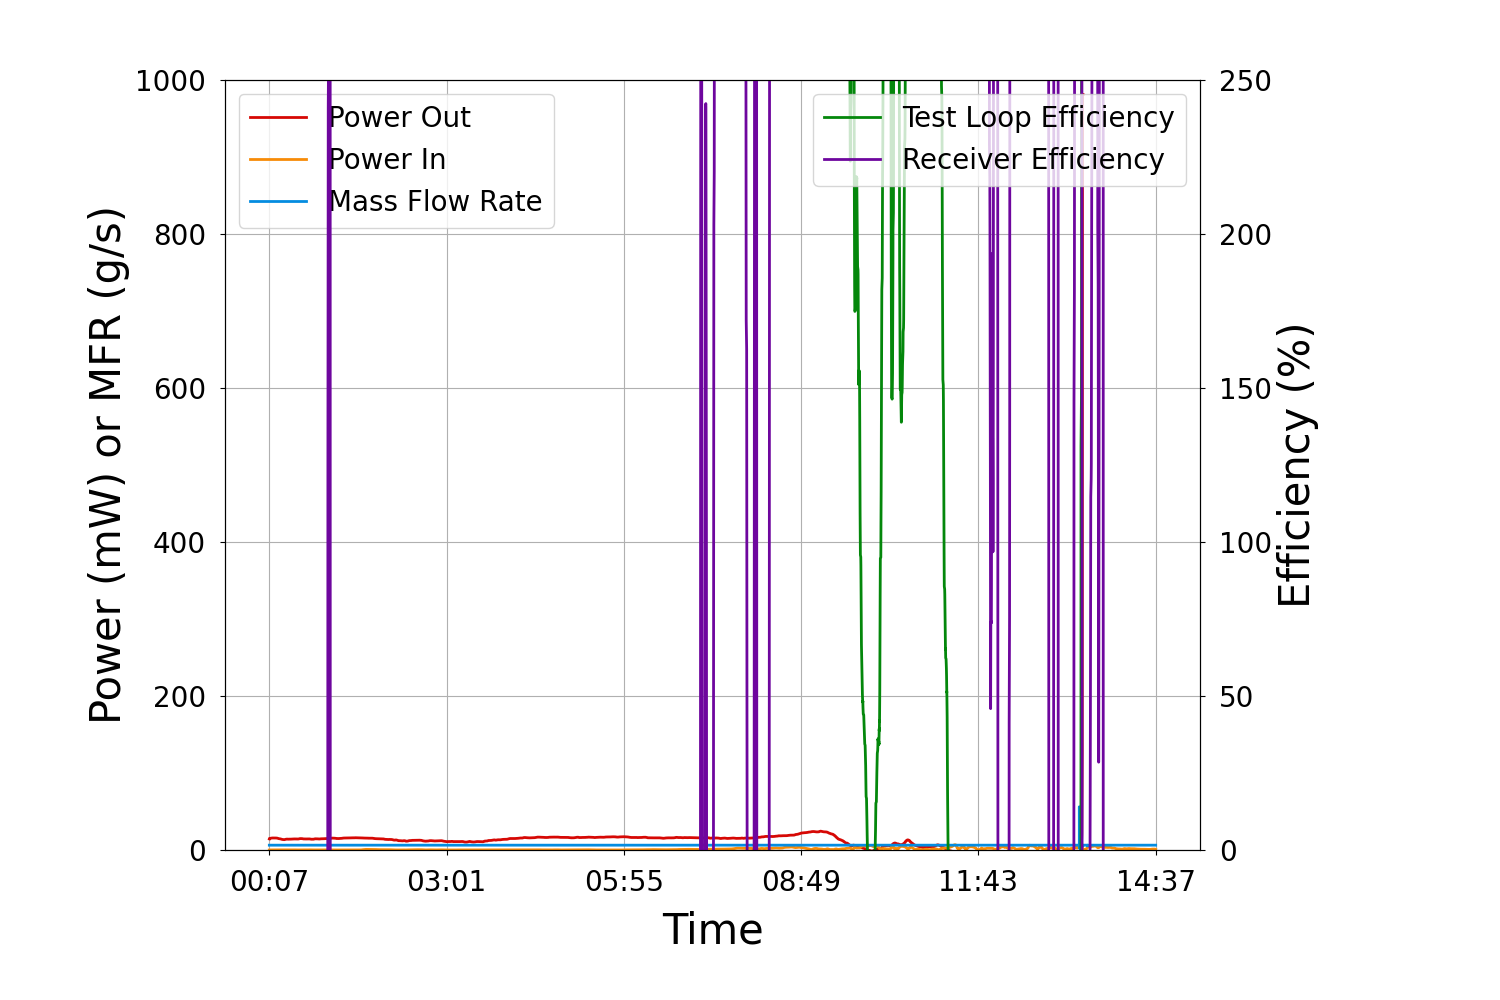 Power (mW) or MFR (g/s)
1000
800
600
400
200
0
Power Out
Power In
Mass Flow Rate
Test Loop Efficiency
Receiver Efficiency
250
200
150
100
50
0
Efficiency (%)
00:07 03:01 05:55 08:49 11:43 14:37
Time